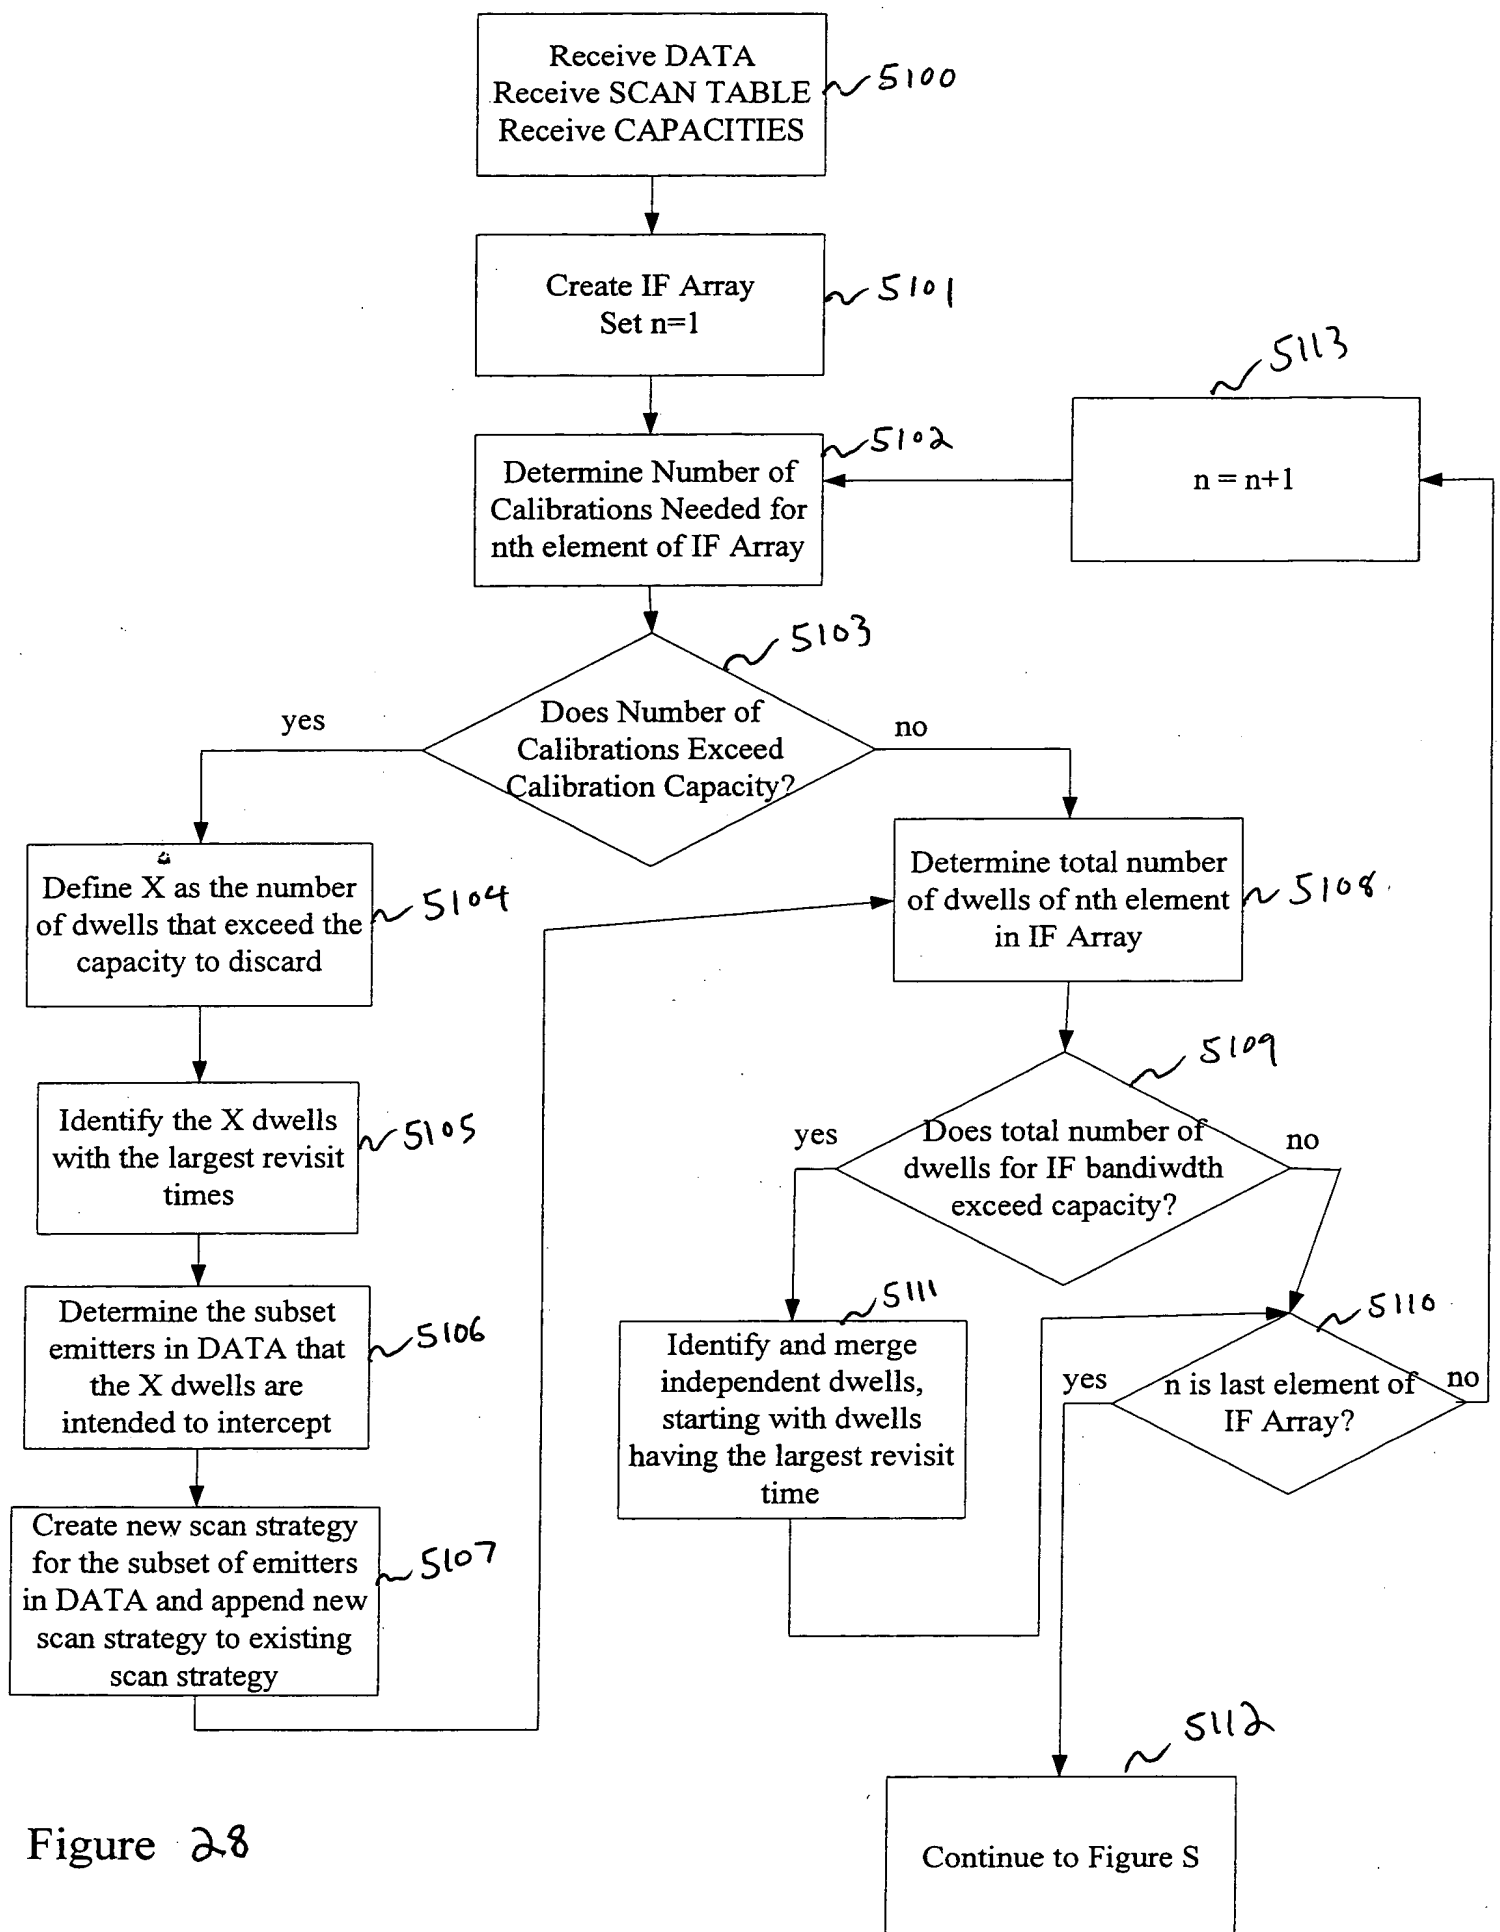 Receive DATA
Receive SCAN TABLE
Receive CAPACITIES
5100
Create IF Array
Set n=1
5101
5113
n = n+1
5102
Determine Number of
Calibrations Needed for
nth element of IF Array
5103
Does Number of
Calibrations Exceed
Calibration Capacity?
yes
no
Define X as the number
of dwells that exceed the
capacity to discard
5104
Determine total number
of dwells of nth element
in IF Array
5108
Identify the X dwells
with the largest revisit
times
5105
5109
Does total number of
dwells for IF bandiwdth
exceed capacity?
yes
no
Determine the subset
emitters in DATA that
the X dwells are
intended to intercept
5106
5111
Identify and merge
independent dwells,
starting with dwells
having the largest revisit
time
5110
n is last element of
IF Array?
yes
no
Create new scan strategy
for the subset of emitters
in DATA and append new
scan strategy to existing
scan strategy
5107
5112
Continue to Figure S
Figure 28